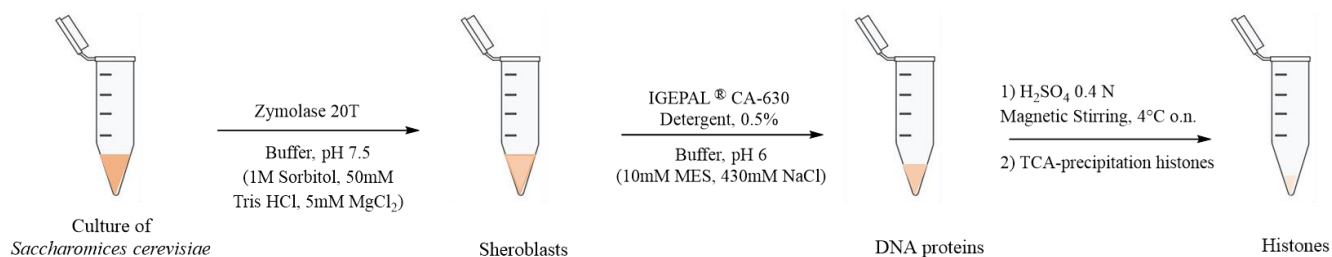 Zymolase 20T
Buffer, pH 7.5
(1M Sorbitol, 50mM
Tris HCl, 5mM MgCl₂)
IGEPAL ® CA-630
Detergent, 0.5%
Buffer, pH 6
(10mM MES, 430mM NaCl)
1) H₂SO₄ 0.4 N
Magnetic Stirring, 4°C o.n.
2) TCA-precipitation histones
Culture of
Saccharomices cerevisiae
Sheroblasts
DNA proteins
Histones